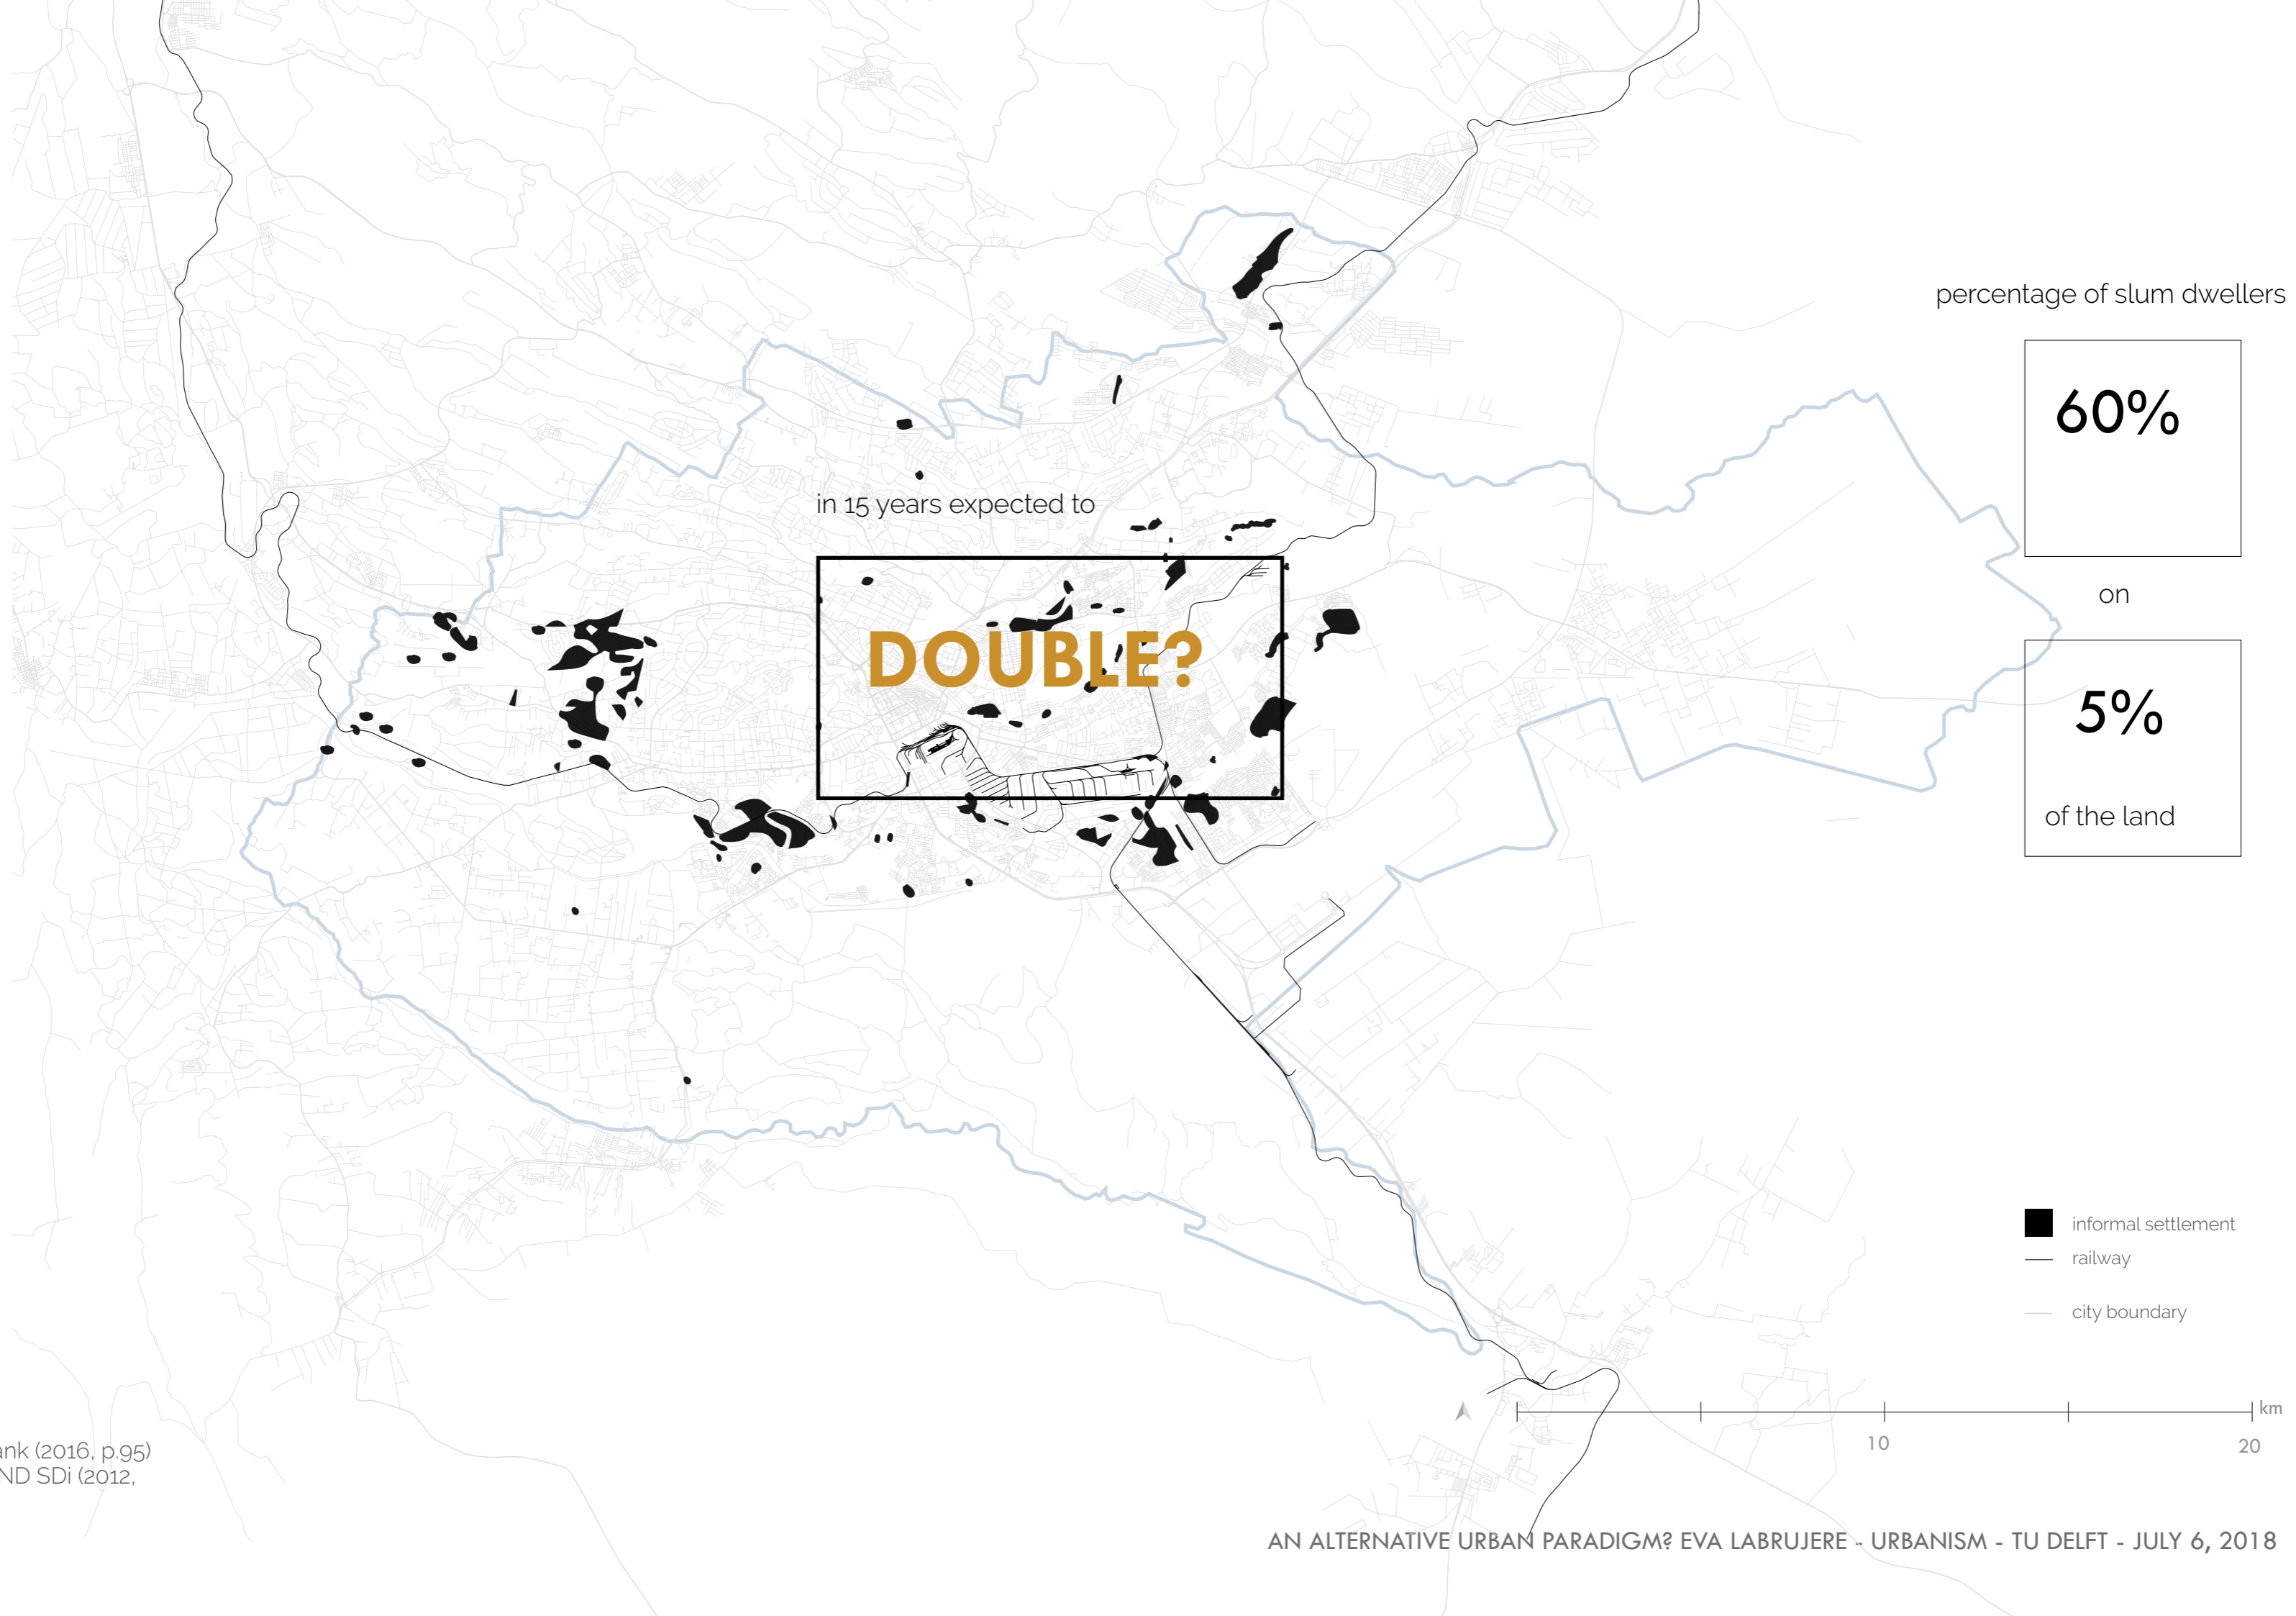 percentage of slum dwellers
60%
on
5%
of the land
in 15 years expected to
DOUBLE?
informal settlement
railway
city boundary
km
10
20
ank (2016, p.95)
ND SDi (2012,
AN ALTERNATIVE URBAN PARADIGM? EVA LABRUJERE - URBANISM - TU DELFT - JULY 6, 2018